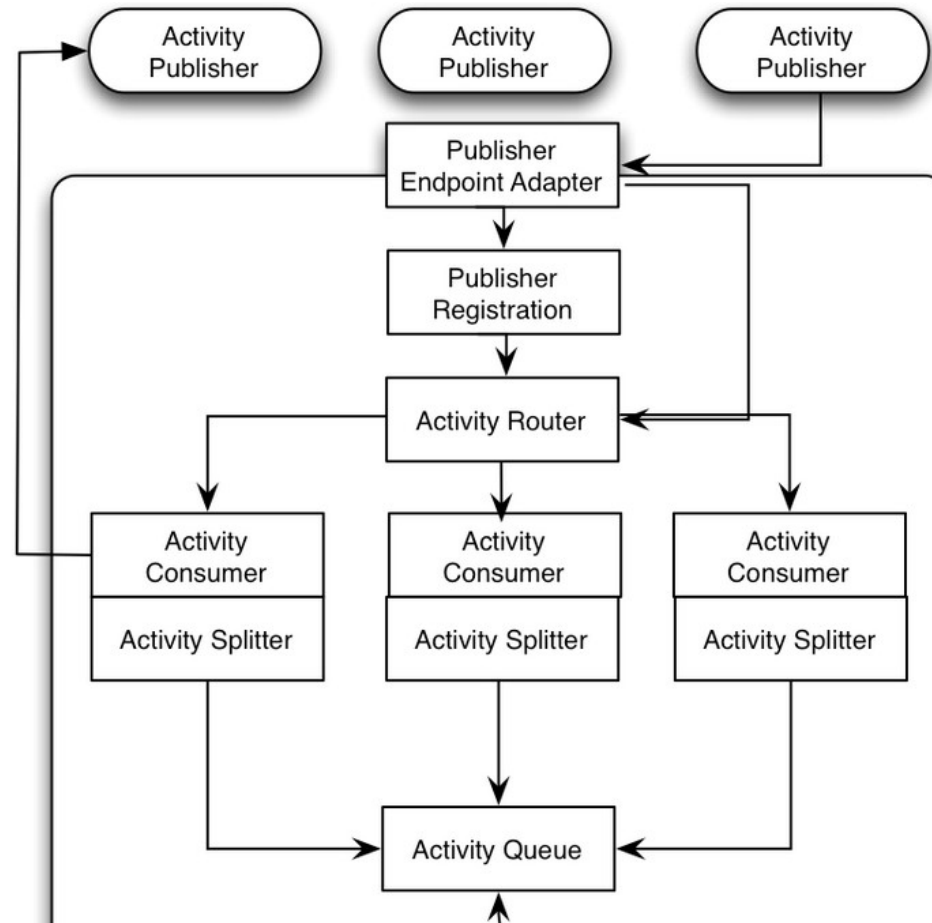 Activity
Publisher
Activity
Publisher
Activity
Publisher
Publisher
Endpoint Adapter
Publisher
Registration
Activity Router
Activity
Consumer
Activity Splitter
Activity
Consumer
Activity Splitter
Activity
Consumer
Activity Splitter
Activity Queue